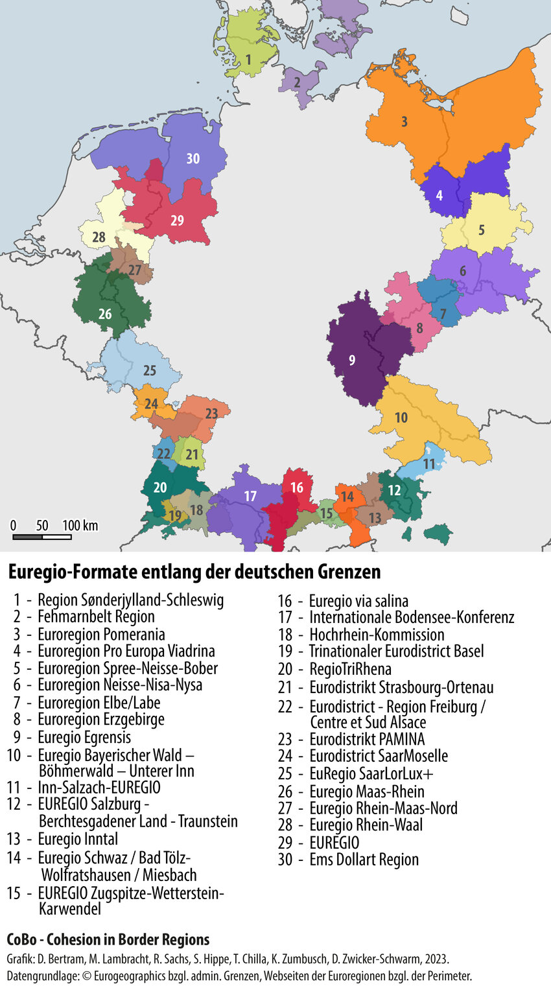 1
2
3
30
4
29
5
28
6
27
26
7
8
9
25
24
23
10
22
21
11
20
16
17
12
14
18
19
15
13
0 50 100 km
Euregio-Formate entlang der deutschen Grenzen
1 - Region Sønderjylland-Schleswig
2 - Fehmarnbelt Region
3 - Euroregion Pomerania
4 - Euroregion Pro Europa Viadrina
5 - Euroregion Spree-Neisse-Bober
6 - Euroregion Neisse-Nisa-Nysa
7 - Euroregion Elbe/Labe
8 - Euroregion Erzgebirge
9 - Euregio Egrensis
10 - Euregio Bayerischer Wald –
Böhmerwald – Unterer Inn
11 - Inn-Salzach-EUREGIO
12 - EUREGIO Salzburg -
Berchtesgadener Land - Traunstein
13 - Euregio Inntal
14 - Euregio Schwaz / Bad Tölz-
Wolfratshausen / Miesbach
15 - EUREGIO Zugspitze-Wetterstein-
Karwendel
16 - Euregio via salina
17 - Internationale Bodensee-Konferenz
18 - Hochrhein-Kommission
19 - Trinationaler Eurodistrict Basel
20 - RegioTriRhena
21 - Eurodistrikt Strasbourg-Ortenau
22 - Eurodistrict - Region Freiburg /
Centre et Sud Alsace
23 - Eurodistrikt PAMINA
24 - Eurodistrict SaarMoselle
25 - EuRegio SaarLorLux+
26 - Euregio Maas-Rhein
27 - Euregio Rhein-Maas-Nord
28 - Euregio Rhein-Waal
29 - EUREGIO
30 - Ems Dollart Region
CoBo - Cohesion in Border Regions
Grafik: D. Bertram, M. Lambracht, R. Sachs, S. Hippe, T. Chilla, K. Zumbusch, D. Zwicker-Schwarm, 2023.
Datengrundlage: © Eurogeographics bzgl. admin. Grenzen, Webseiten der Euroregionen bzgl. der Perimeter.